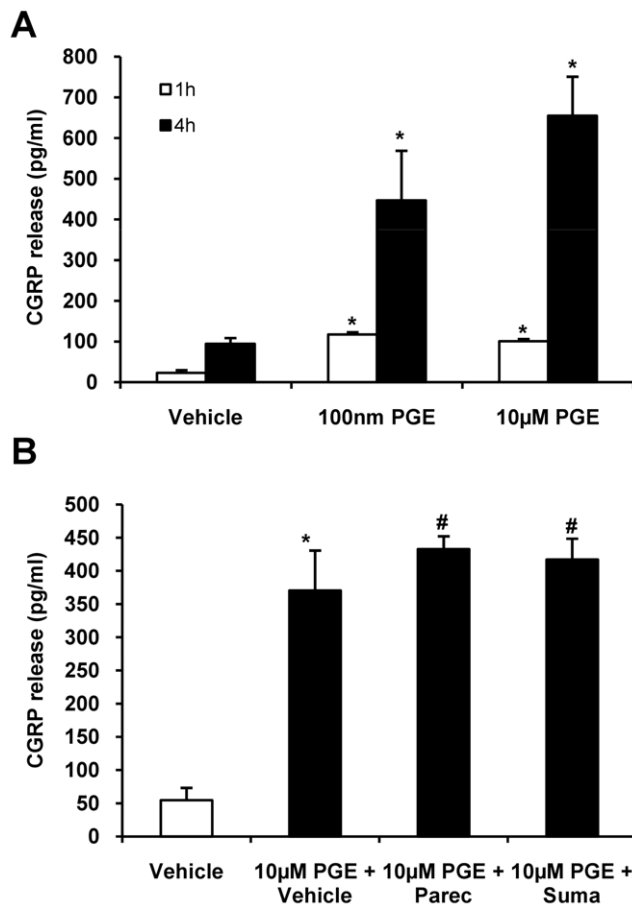 A
CGRP release (pg/ml)
800
700
600
500
400
300
200
100
0
1h
4h
*
*
*
*
Vehicle 100nm PGE 10µM PGE
B
CGRP release (pg/ml)
500
450
400
350
300
250
200
150
100
50
0
* # #
Vehicle 10µM PGE + 10µM PGE + 10µM PGE +
Vehicle Parec Suma